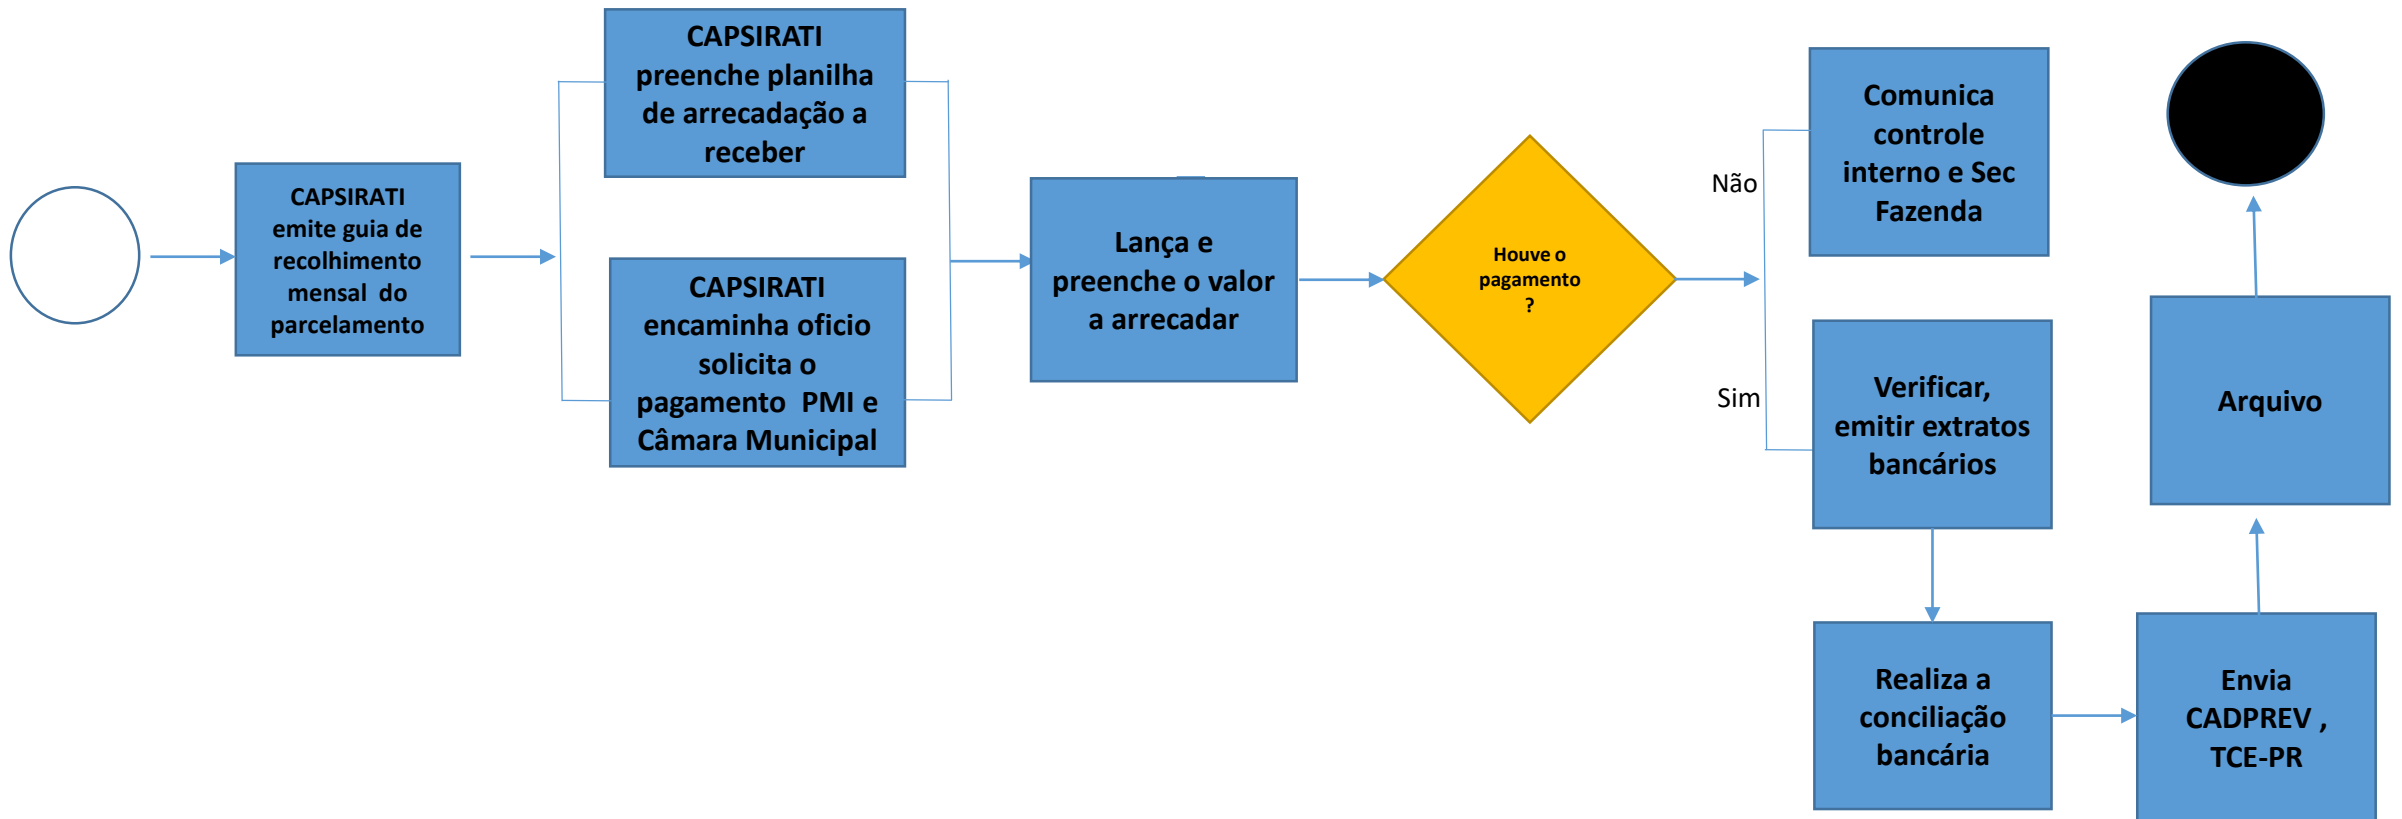 CAPSIRATI
emite guia de
recolhimento
mensal do
parcelamento
CAPSIRATI
preenche planilha
de arrecadação a
receber
CAPSIRATI
encaminha oficio
solicita o
pagamento PMI e
Câmara Municipal
Lança e
preenche o valor
a arrecadar
Houve o
pagamento
?
Não
Sim
Comunica
controle
interno e Sec
Fazenda
Verificar,
emitir extratos
bancários
Realiza a
conciliação
bancária
Envia
CADPREV ,
TCE-PR
Arquivo